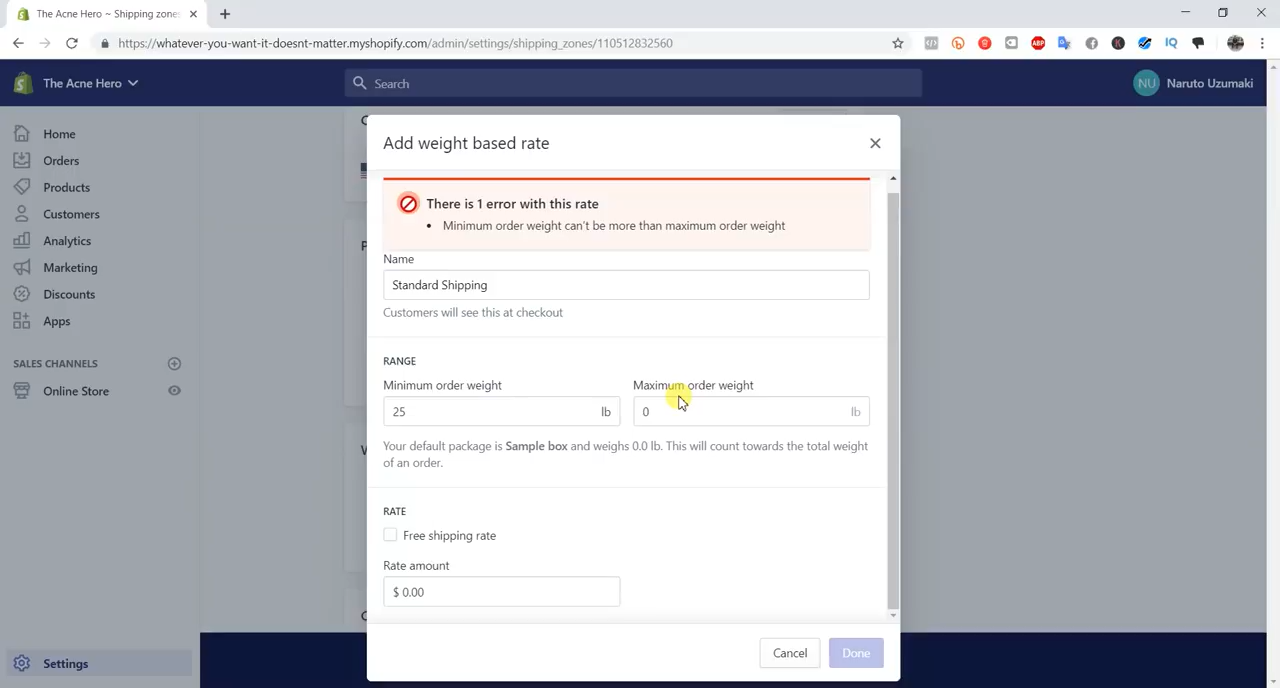 The Acne Hero ~ Shipping zones
https://whatever-you-want-it-doesnt-matter.myshopify.com/admin/settings/shipping_zones/110512832560
ABP
IQ
The Acne Hero
Search
NU
Naruto Uzumaki
Home
Orders
Products
Customers
Analytics
Marketing
Discounts
Apps
SALES CHANNELS
Online Store
Settings
Add weight based rate
There is 1 error with this rate
• Minimum order weight can't be more than maximum order weight
Name
Standard Shipping
Customers will see this at checkout
RANGE
Minimum order weight
Maximum order weight
25 lb
0 lb
Your default package is Sample box and weighs 0.0 lb. This will count towards the total weight
of an order.
RATE
Free shipping rate
Rate amount
$ 0.00
Cancel
Done